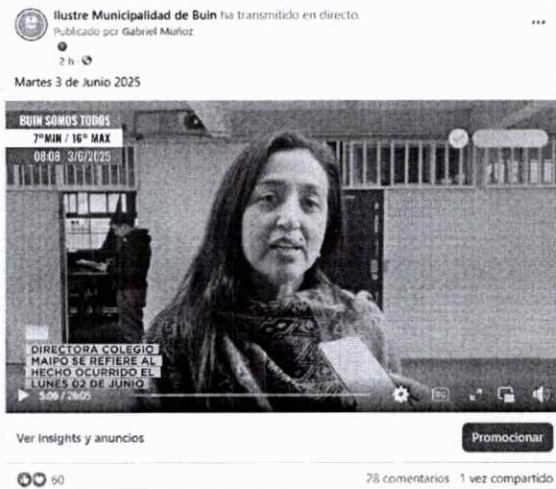 Ilustre Municipalidad de Buin ha transmitido en directo.
Publicado por Gabriel Muñoz
2 h ·
Martes 3 de Junio 2025
BUIN SOMOS TODOS
7º MIN / 16º MAX
08:08 3/6/2025
DIRECTORA COLEGIO
MAIPO SE REFIERE AL
HECHO OCURRIDO EL
LUNES 02 DE JUNIO
5:06 / 26:05
Ver insights y anuncios
Promocionar
60
28 comentarios 1 vez compartido